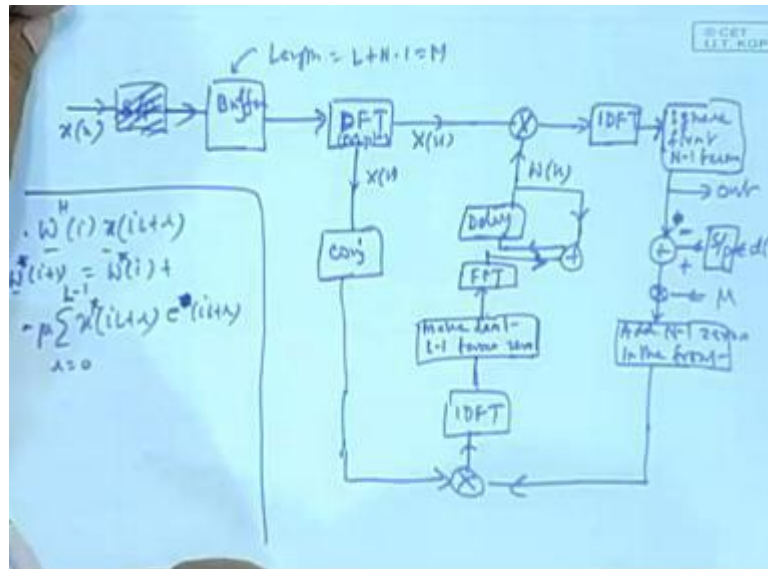 © CET
I.I.T. KGP
Length = L+N-1 = M
x(n)
S/P
Buffer
DFT
X(k)
IDFT
Ignore
first
N-1 terms
out
X(k)
W(k)
Delay
Conj
FFT
S/P
d(
+
-
+
μ
Make last
L-1 terms zero
Add N-1 zeros
in the front
IDFT
W^H(i) x(iL+r)
W*(i+1) = W*(i) +
μ Σ x*(iL+r) e*(iL+r)
L-1
r=0